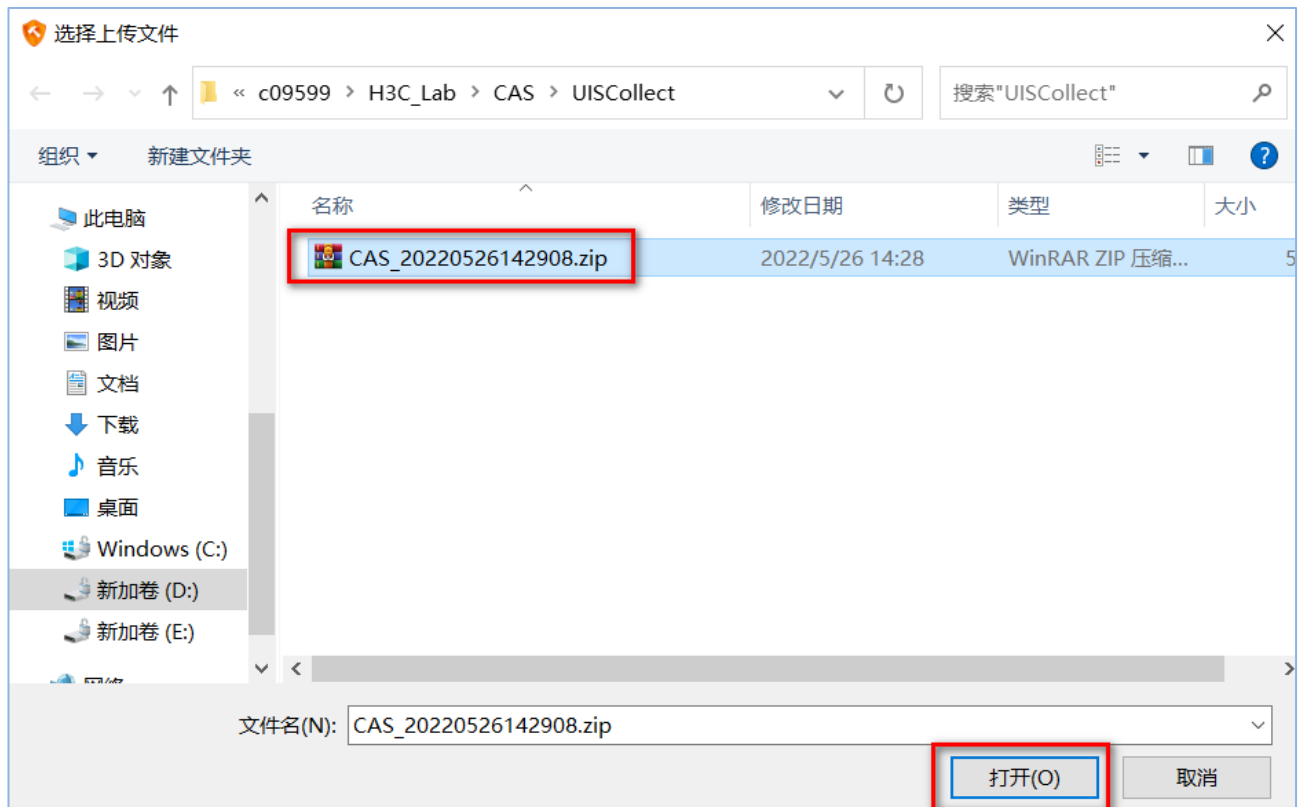 选择上传文件
« c09599 > H3C_Lab > CAS > UISCollect
搜索"UISCollect"
组织
新建文件夹
?
名称 修改日期 类型 大小
CAS_20220526142908.zip 2022/5/26 14:28 WinRAR ZIP 压缩... 5
此电脑
3D 对象
视频
图片
文档
下载
音乐
桌面
Windows (C:)
新加卷 (D:)
新加卷 (E:)
网络
文件名(N): CAS_20220526142908.zip
打开(O) 取消